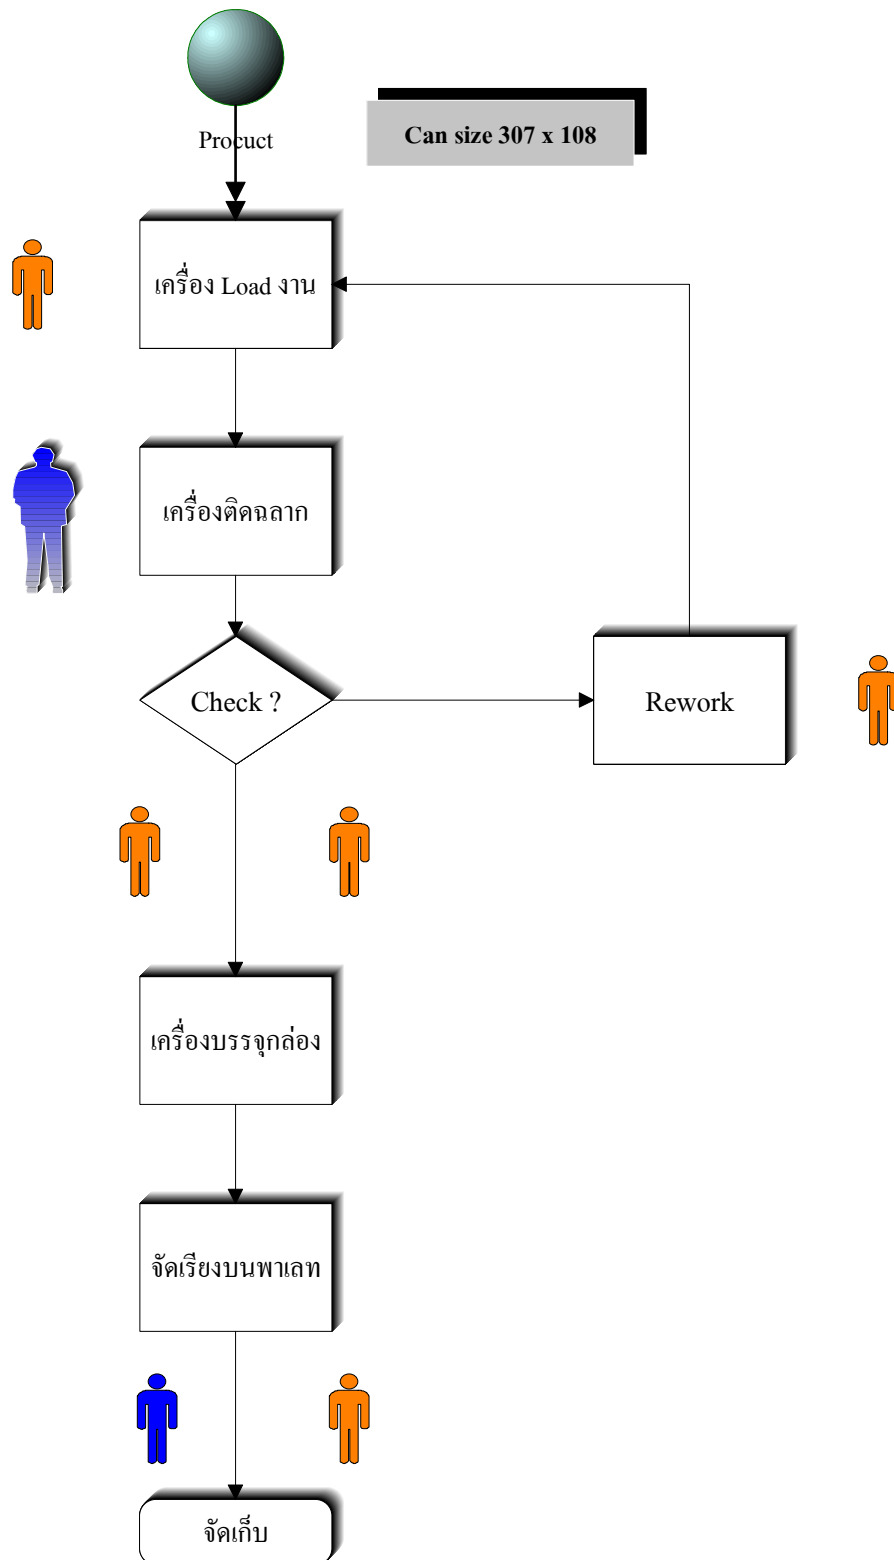 Procuct
Can size 307 x 108
เครื่อง Load งาน
เครื่องติดฉลาก
Check ?
Rework
เครื่องบรรจุกล่อง
จัดเรียงบนพาเลท
จัดเก็บ